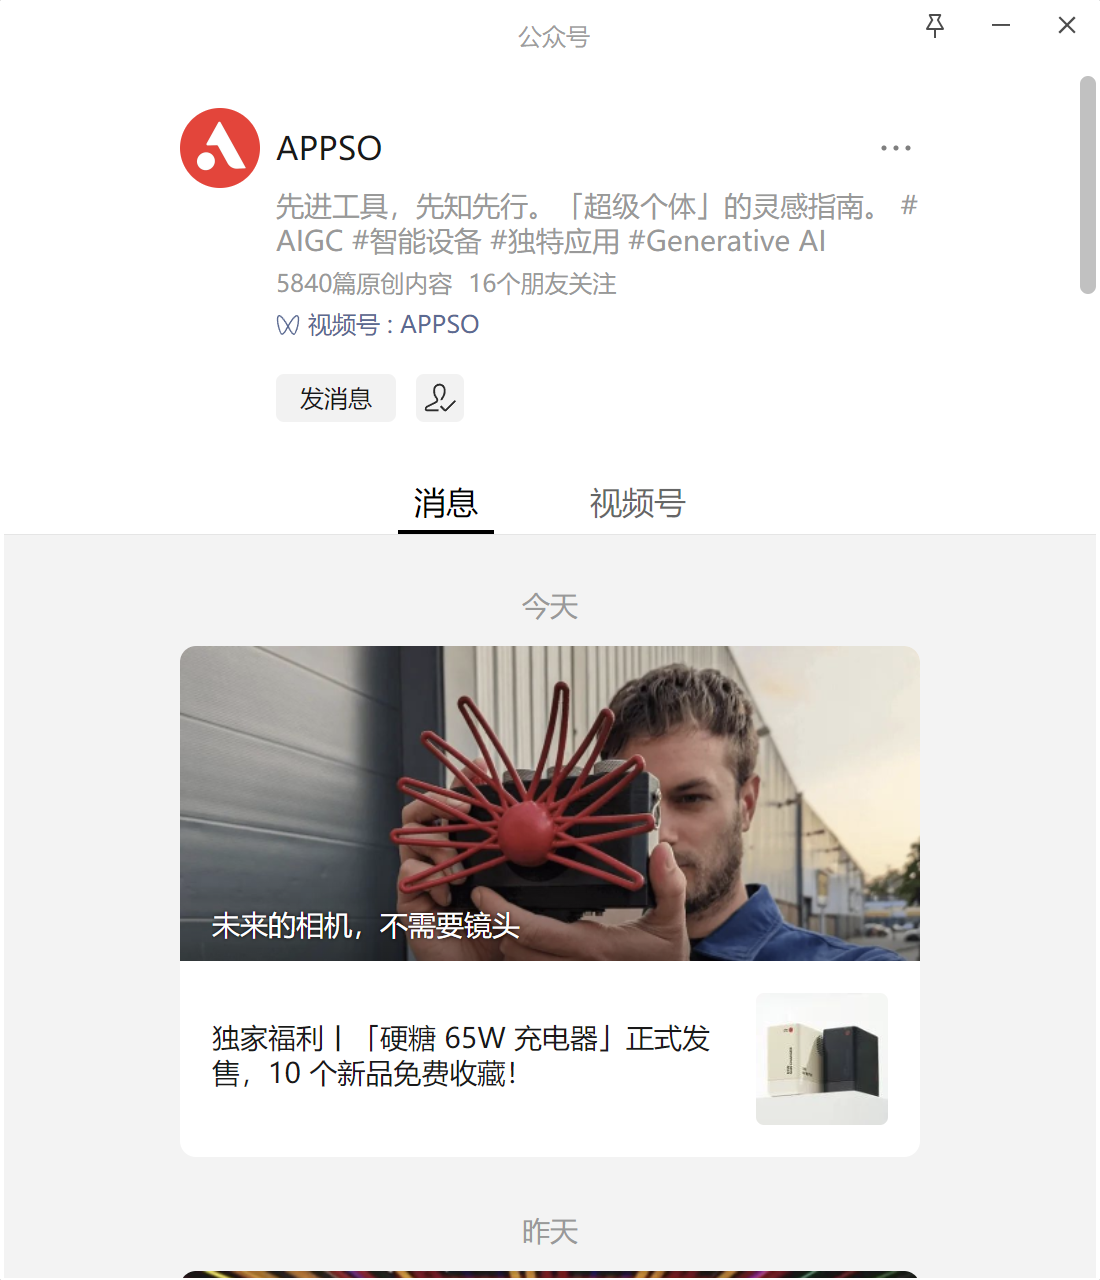 公众号
APPSO
先进工具，先知先行。「超级个体」的灵感指南。 #
AIGC #智能设备 #独特应用 #Generative AI
5840篇原创内容 16个朋友关注
视频号 : APPSO
发消息
消息 视频号
今天
未来的相机，不需要镜头
独家福利丨「硬糖 65W 充电器」正式发
售，10 个新品免费收藏！
昨天